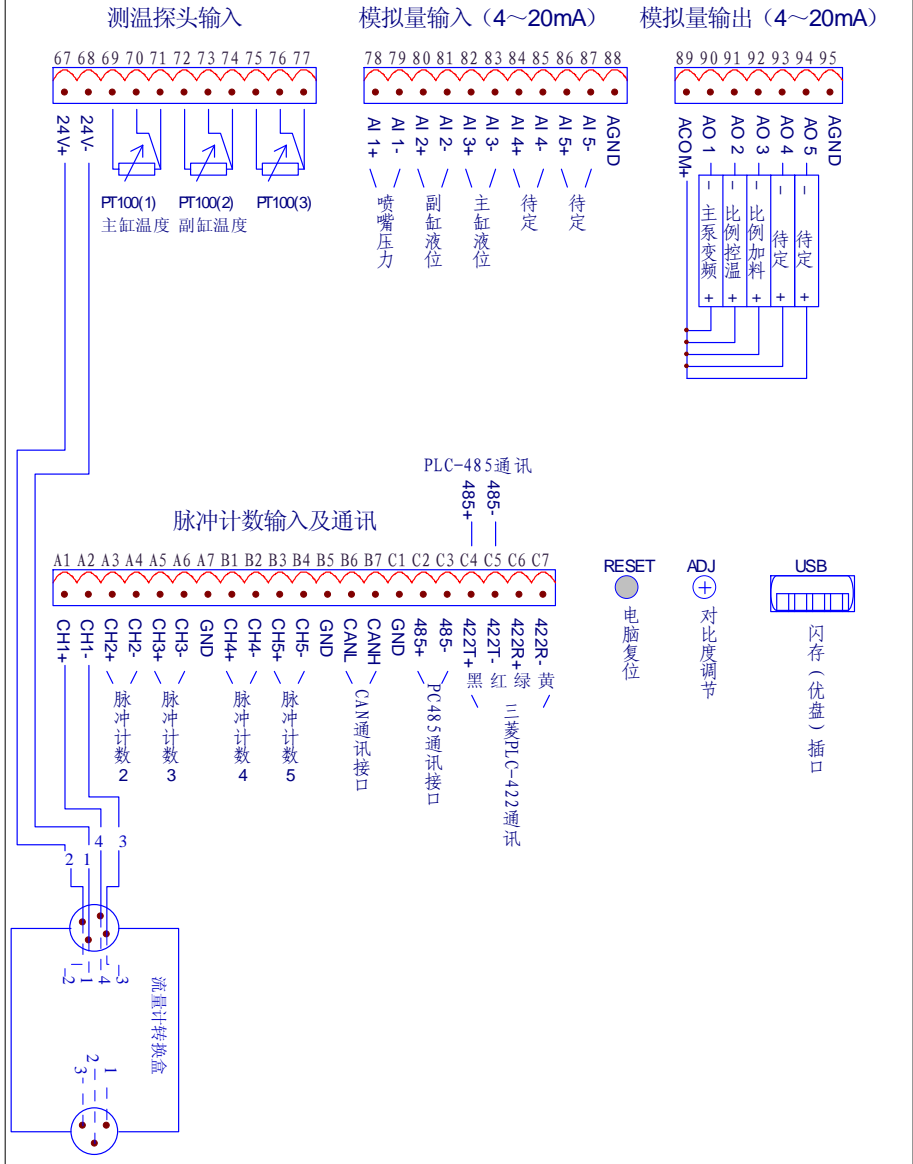 测温探头输入
模拟量输入（4～20mA）
模拟量输出（4～20mA）
67 68 69 70 71 72 73 74 75 76 77
78 79 80 81 82 83 84 85 86 87 88
89 90 91 92 93 94 95
24V+
24V-
PT100(1)
主缸温度
PT100(2)
副缸温度
PT100(3)
AI 1+
AI 1-
AI 2+
AI 2-
AI 3+
AI 3-
AI 4+
AI 4-
AI 5+
AI 5-
AGND
喷嘴压力
副缸液位
主缸液位
待定
待定
ACOM+
AO 1
AO 2
AO 3
AO 4
AO 5
AGND
- 主泵变频 +
- 比例控温 +
- 比例加料 +
- 待定 +
- 待定 +
PLC-485通讯
485+
485-
脉冲计数输入及通讯
A1 A2 A3 A4 A5 A6 A7 B1 B2 B3 B4 B5 B6 B7 C1 C2 C3 C4 C5 C6 C7
CH1+
CH1-
CH2+
CH2-
CH3+
CH3-
GND
CH4+
CH4-
CH5+
CH5-
GND
CANL
CANH
GND
485+
485-
422T+
422T-
422R+
422R-
黑 红 绿 黄
脉冲计数2
脉冲计数3
脉冲计数4
脉冲计数5
CAN通讯接口
PC485通讯接口
三菱PLC-422通讯
RESET
电脑复位
ADJ
对比度调节
USB
闪存（优盘）插口
4 3
2 1
2 1 4 3
流量计转换盒
1
2
3